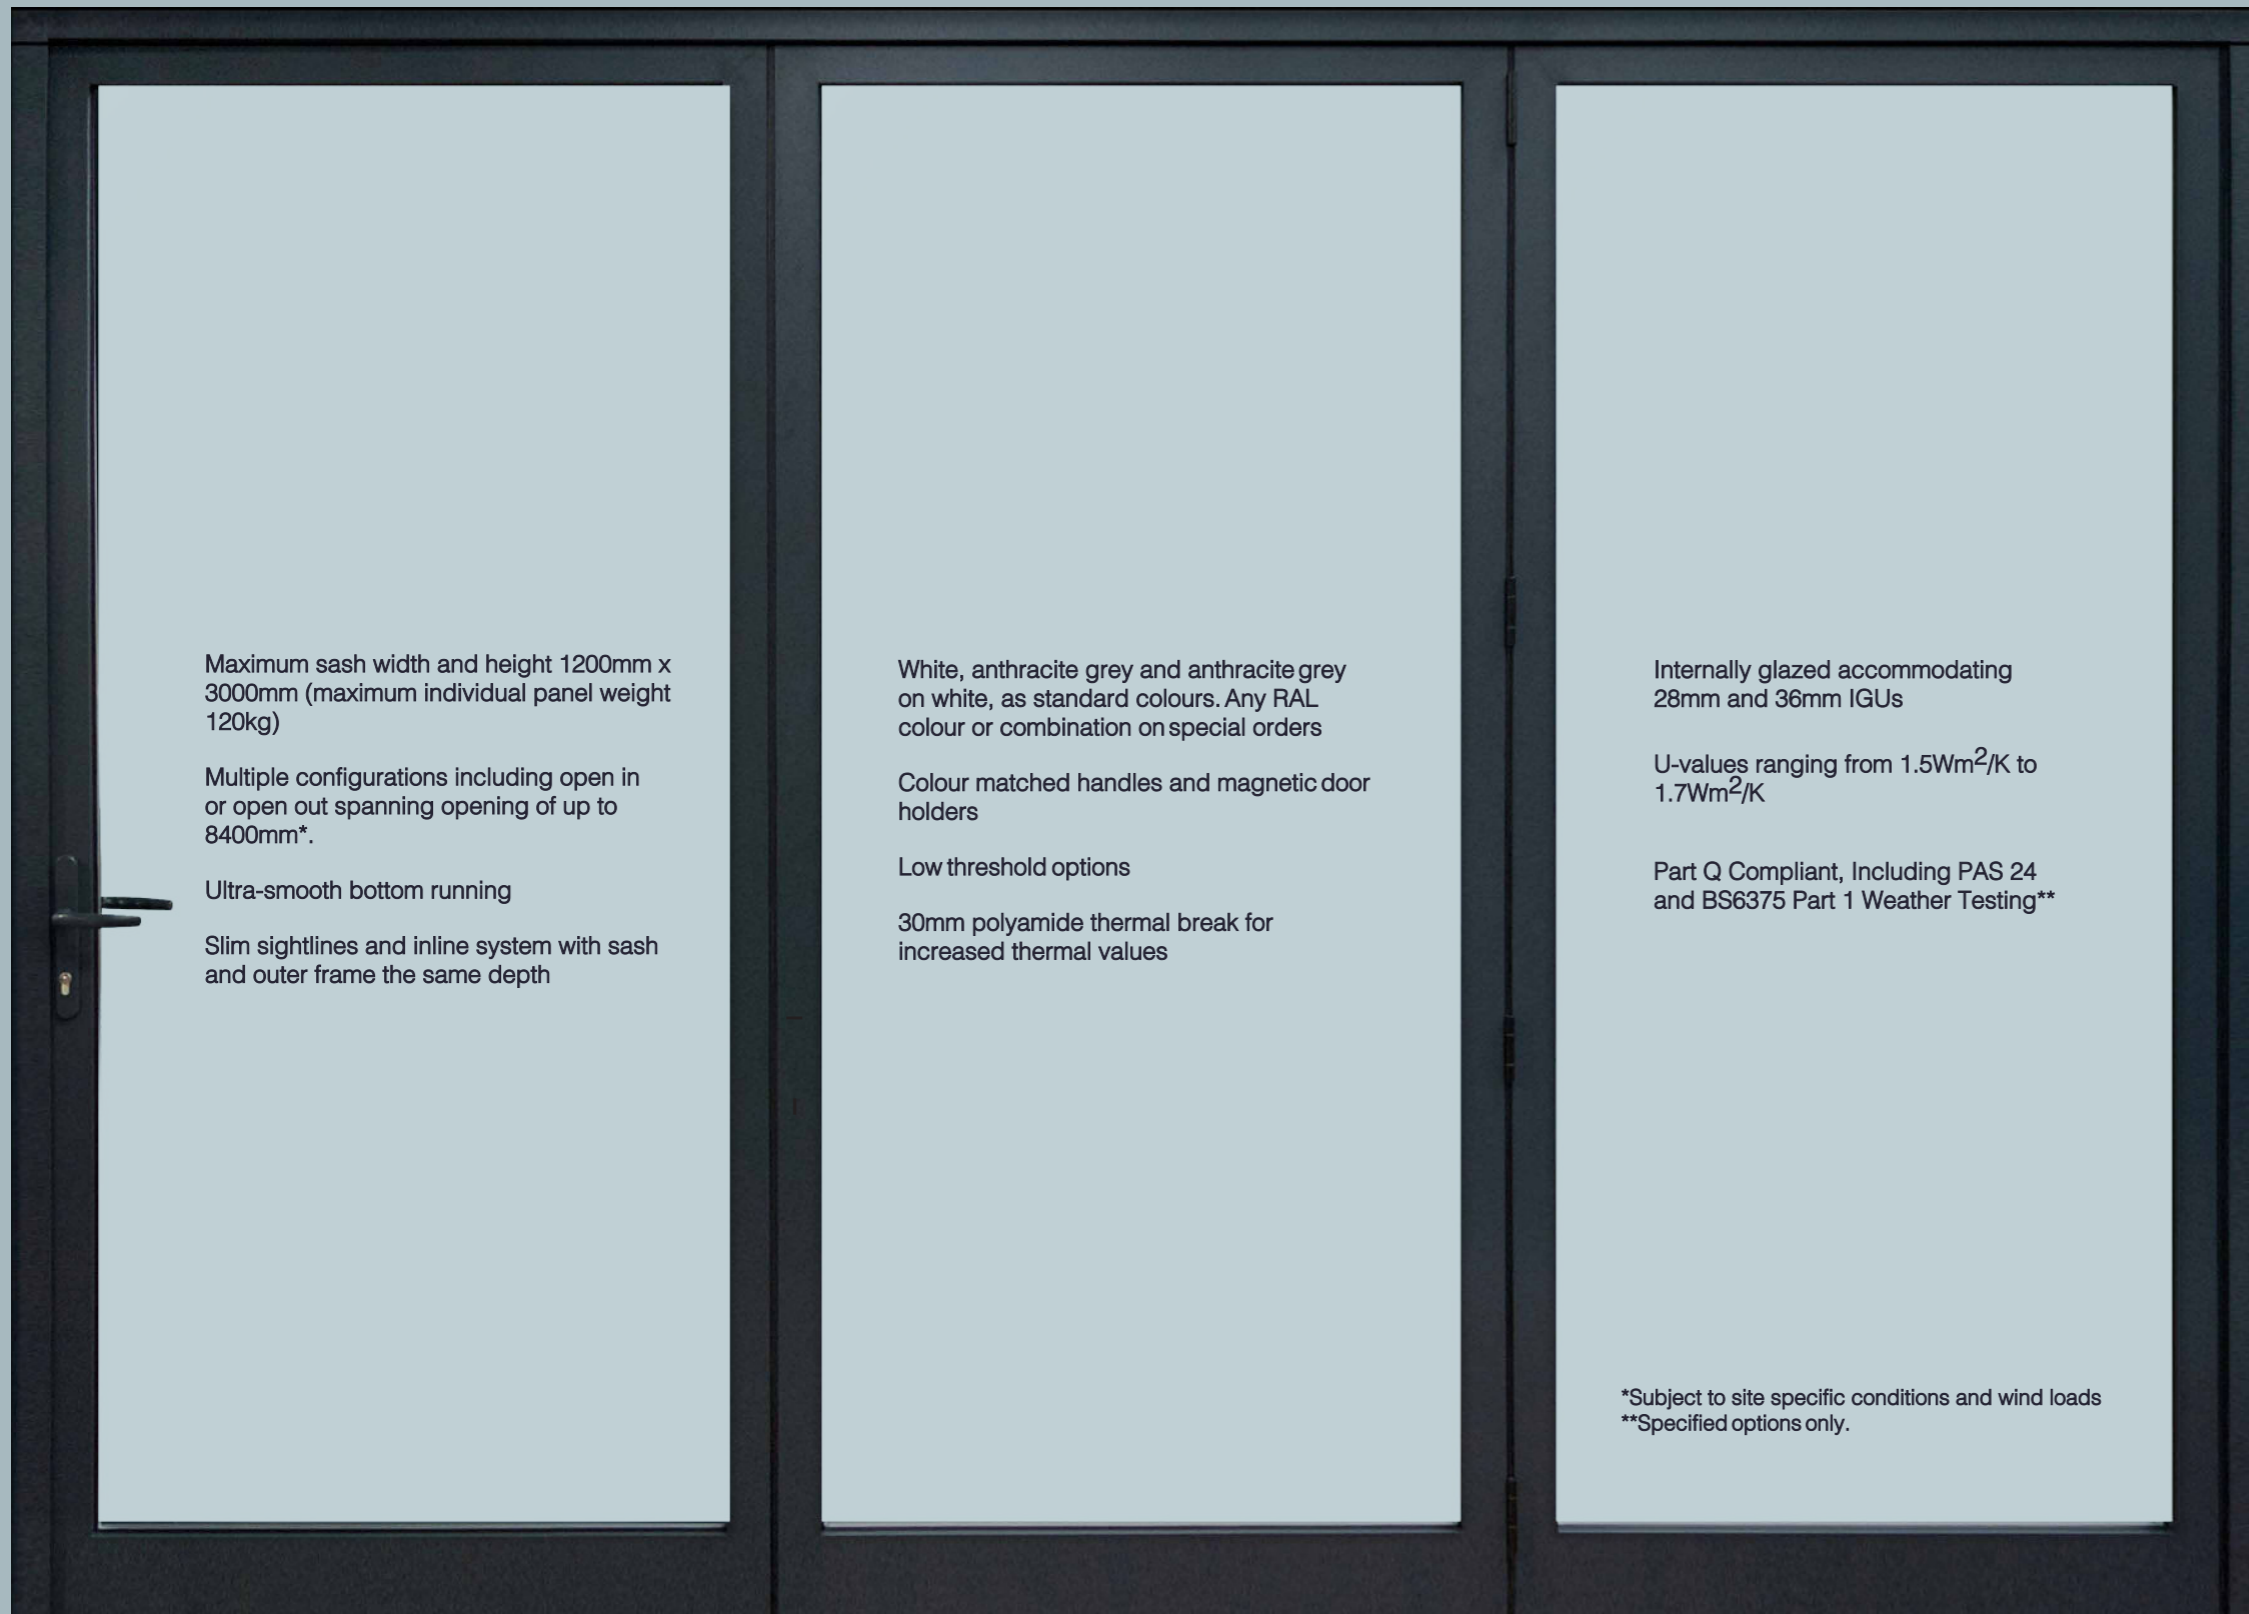 Maximum sash width and height 1200mm x
3000mm (maximum individual panel weight
120kg)
Multiple configurations including open in
or open out spanning opening of up to
8400mm*.
Ultra-smooth bottom running
Slim sightlines and inline system with sash
and outer frame the same depth
White, anthracite grey and anthracite grey
on white, as standard colours. Any RAL
colour or combination on special orders
Colour matched handles and magnetic door
holders
Low threshold options
30mm polyamide thermal break for
increased thermal values
Internally glazed accommodating
28mm and 36mm IGUs
U-values ranging from 1.5Wm²/K to
1.7Wm²/K
Part Q Compliant, Including PAS 24
and BS6375 Part 1 Weather Testing**
*Subject to site specific conditions and wind loads
**Specified options only.